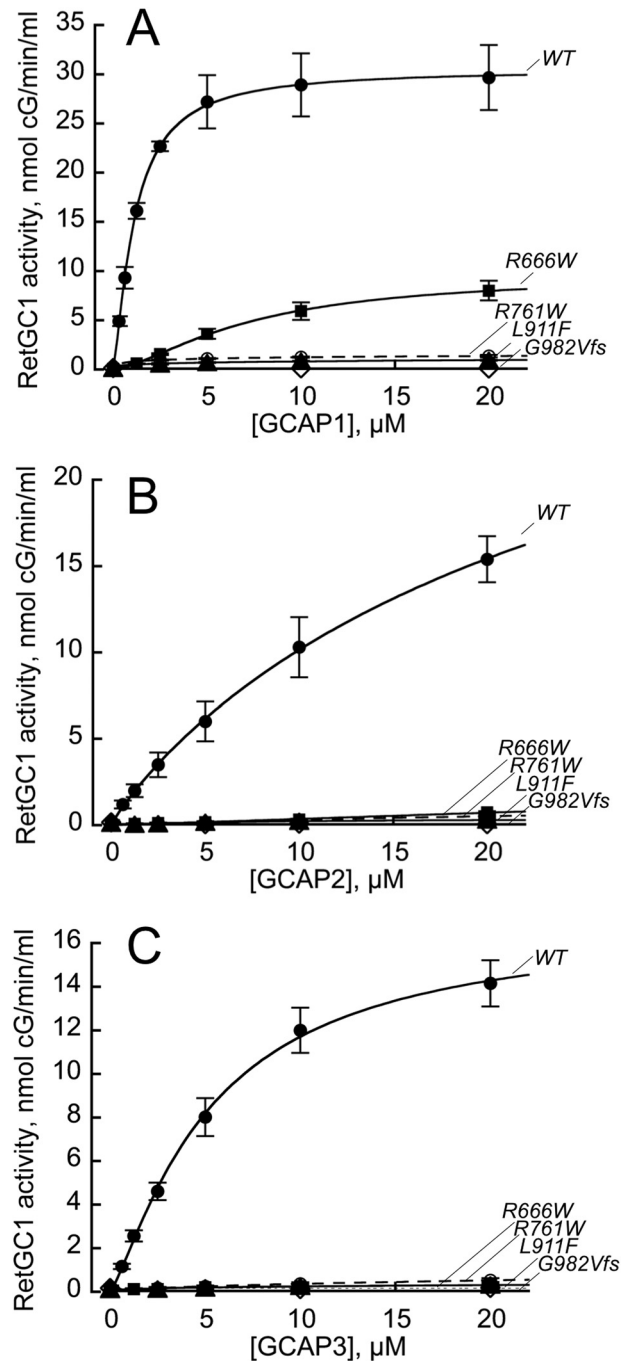 A
RetGC1 activity, nmol cG/min/ml
35
30
25
20
15
10
5
0
WT
R666W
R761W
L911F
G982Vfs
0 5 10 15 20
[GCAP1], µM
B
RetGC1 activity, nmol cG/min/ml
20
15
10
5
0
WT
R666W
R761W
L911F
G982Vfs
0 5 10 15 20
[GCAP2], µM
C
RetGC1 activity, nmol cG/min/ml
16
14
12
10
8
6
4
2
0
WT
R666W
R761W
L911F
G982Vfs
0 5 10 15 20
[GCAP3], µM